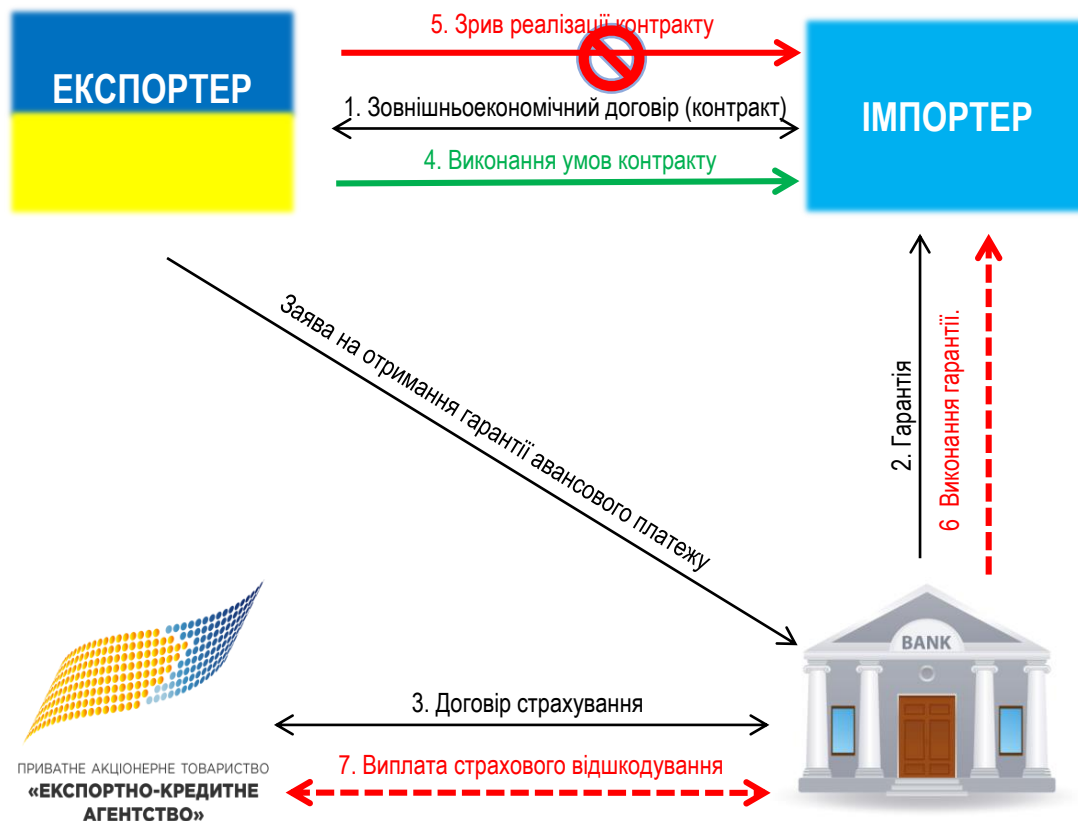 5. Зрив реалізації контракту
ЕКСПОРТЕР
1. Зовнішньоекономічний договір (контракт)
ІМПОРТЕР
4. Виконання умов контракту
Заява на отримання гарантії авансового платежу
2. Гарантія
6 Виконання гарантії.
BANK
3. Договір страхування
7. Виплата страхового відшкодування
ПРИВАТНЕ АКЦІОНЕРНЕ ТОВАРИСТВО
«ЕКСПОРТНО-КРЕДИТНЕ
АГЕНТСТВО»